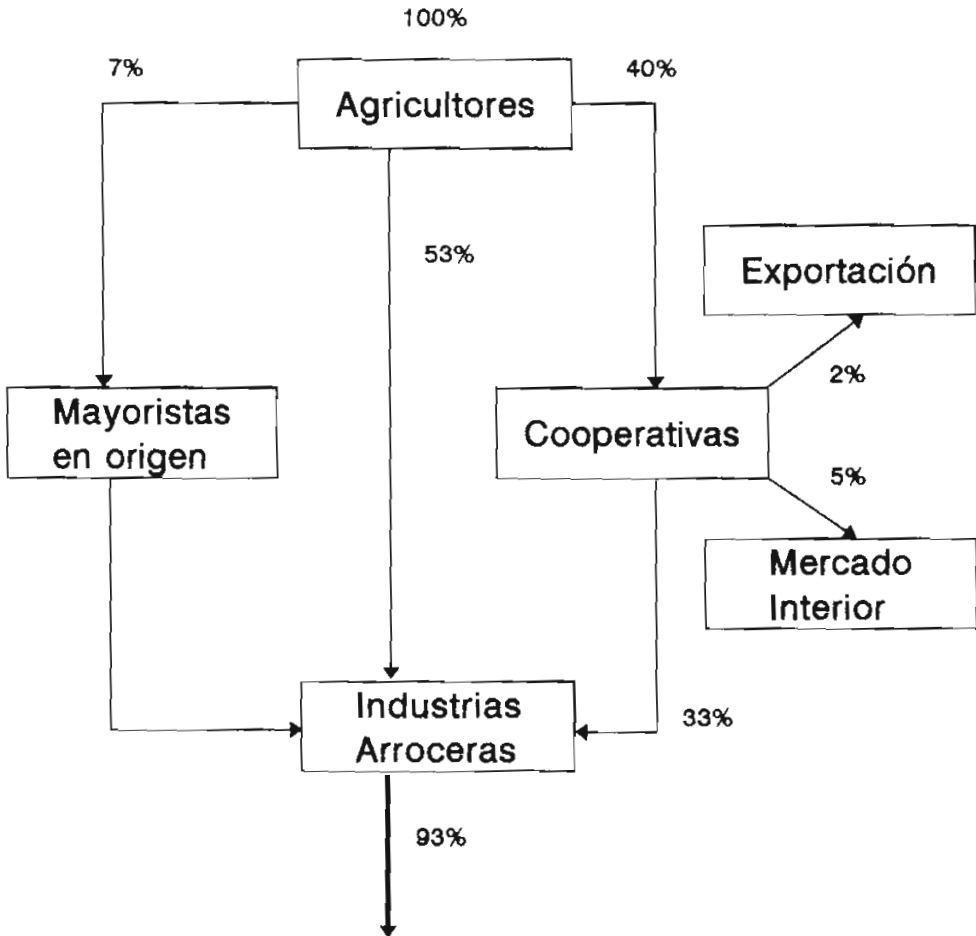 100%
7%
Agricultores
40%
53%
Exportación
2%
Mayoristas
en origen
Cooperativas
5%
Mercado
Interior
Industrias
Arroceras
33%
93%